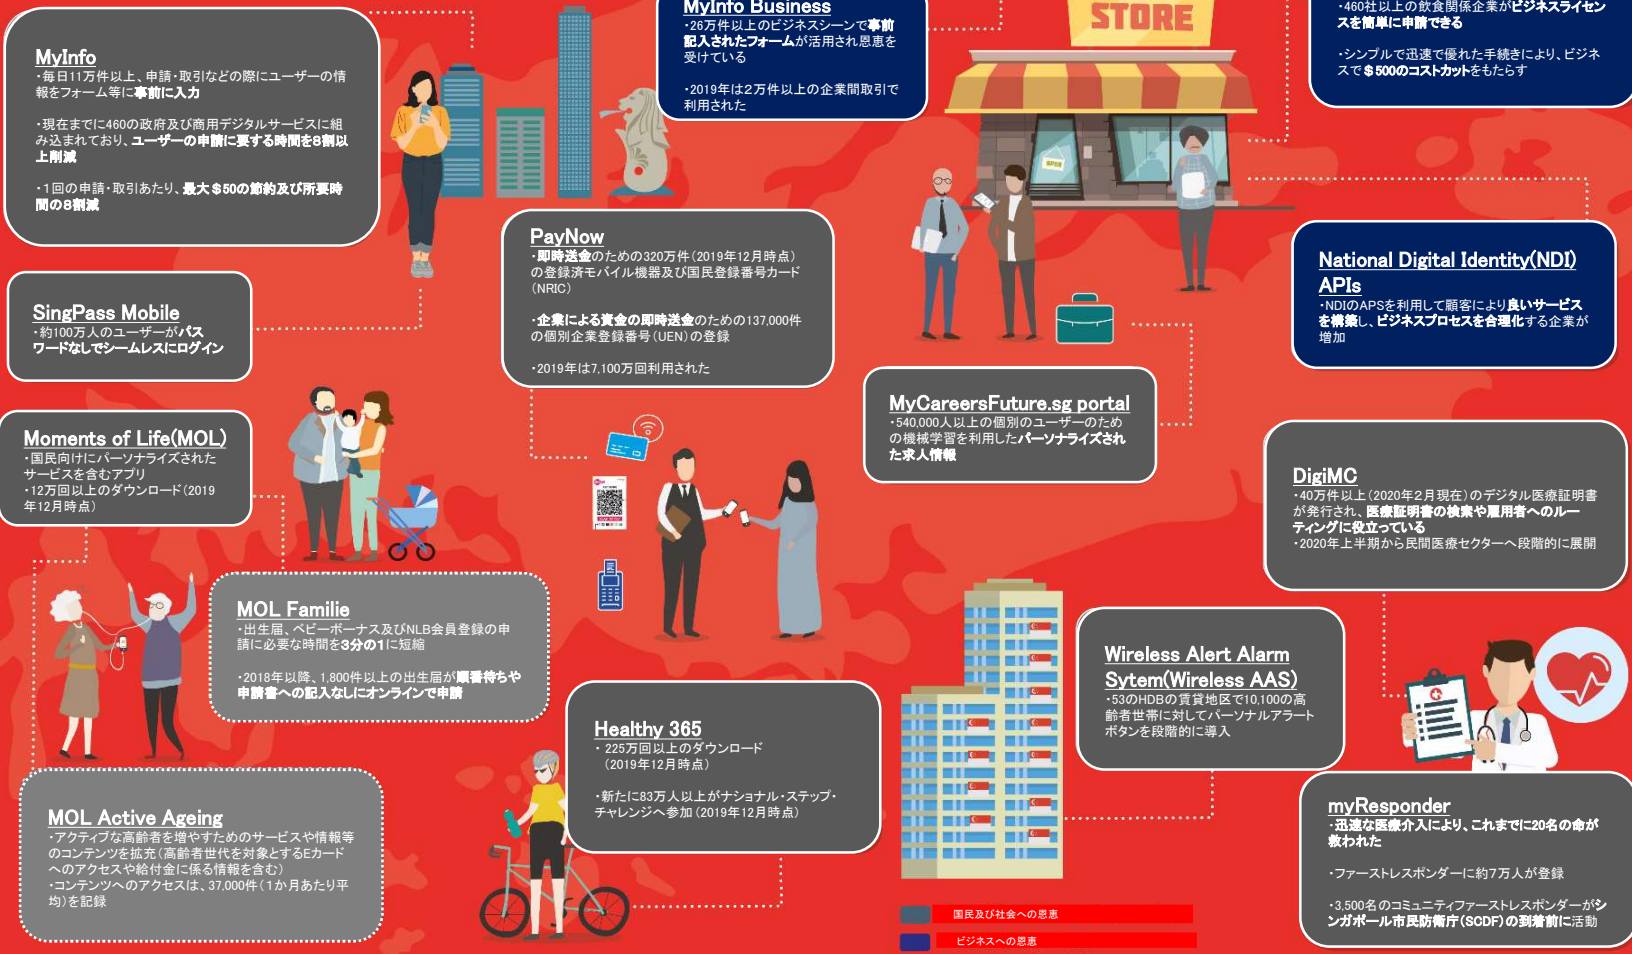 MyInfo
・毎日11万件以上、申請・取引などの際にユーザーの情
報をフォーム等に事前に入力
・現在までに460の政府及び商用デジタルサービスに組
み込まれており、ユーザーの申請に要する時間を8割以
上削減
・1回の申請・取引あたり、最大＄50の節約及び所要時
間の8割減
MyInfo Business
・26万件以上のビジネスシーンで事前
記入されたフォームが活用され恩恵を
受けている
・2019年は2万件以上の企業間取引で
利用された
STORE
OPEN
・460社以上の飲食関係企業がビジネスライセン
スを簡単に申請できる
・シンプルで迅速で優れた手続きにより、ビジネ
スで＄500のコストカットをもたらす
SingPass Mobile
・約100万人のユーザーがパス
ワードなしでシームレスにログイン
PayNow
・即時送金のための320万件（2019年12月時点）
の登録済モバイル機器及び国民登録番号カード
（NRIC）
・企業による資金の即時送金のための137,000件
の個別企業登録番号（UEN）の登録
・2019年は7,100万回利用された
National Digital Identity(NDI)
APIs
・NDIのAPSを利用して顧客により良いサービス
を構築し、ビジネスプロセスを合理化する企業が
増加
MyCareersFuture.sg portal
・540,000人以上の個別のユーザーのため
の機械学習を利用したパーソナライズされ
た求人情報
Moments of Life(MOL)
・国民向けにパーソナライズされた
サービスを含むアプリ
・12万回以上のダウンロード（2019
年12月時点）
DigiMC
・40万件以上（2020年2月現在）のデジタル医療証明書
が発行され、医療証明書の検索や雇用者へのルー
ティングに役立っている
・2020年上半期から民間医療セクターへ段階的に展開
MOL Familie
・出生届、ベビーボーナス及びNLB会員登録の申
請に必要な時間を3分の1に短縮
・2018年以降、1,800件以上の出生届が順番待ちや
申請書への記入なしにオンラインで申請
Wireless Alert Alarm
Sytem(Wireless AAS)
・53のHDBの賃貸地区で10,100の高
齢者世帯に対してパーソナルアラート
ボタンを段階的に導入
Healthy 365
・ 225万回以上のダウンロード
（2019年12月時点）
・新たに83万人以上がナショナル・ステップ・
チャレンジへ参加（2019年12月時点）
MOL Active Ageing
・アクティブな高齢者を増やすためのサービスや情報等
のコンテンツを拡充（高齢者世代を対象とするEカード
へのアクセスや給付金に係る情報を含む）
・コンテンツへのアクセスは、37,000件（1か月あたり平
均）を記録
myResponder
・迅速な医療介入により、これまでに20名の命が
救われた
・ファーストレスポンダーに約7万人が登録
・3,500名のコミュニティファーストレスポンダーがシ
ンガポール市民防衛庁（SCDF）の到着前に活動
国民及び社会への恩恵
ビジネスへの恩恵